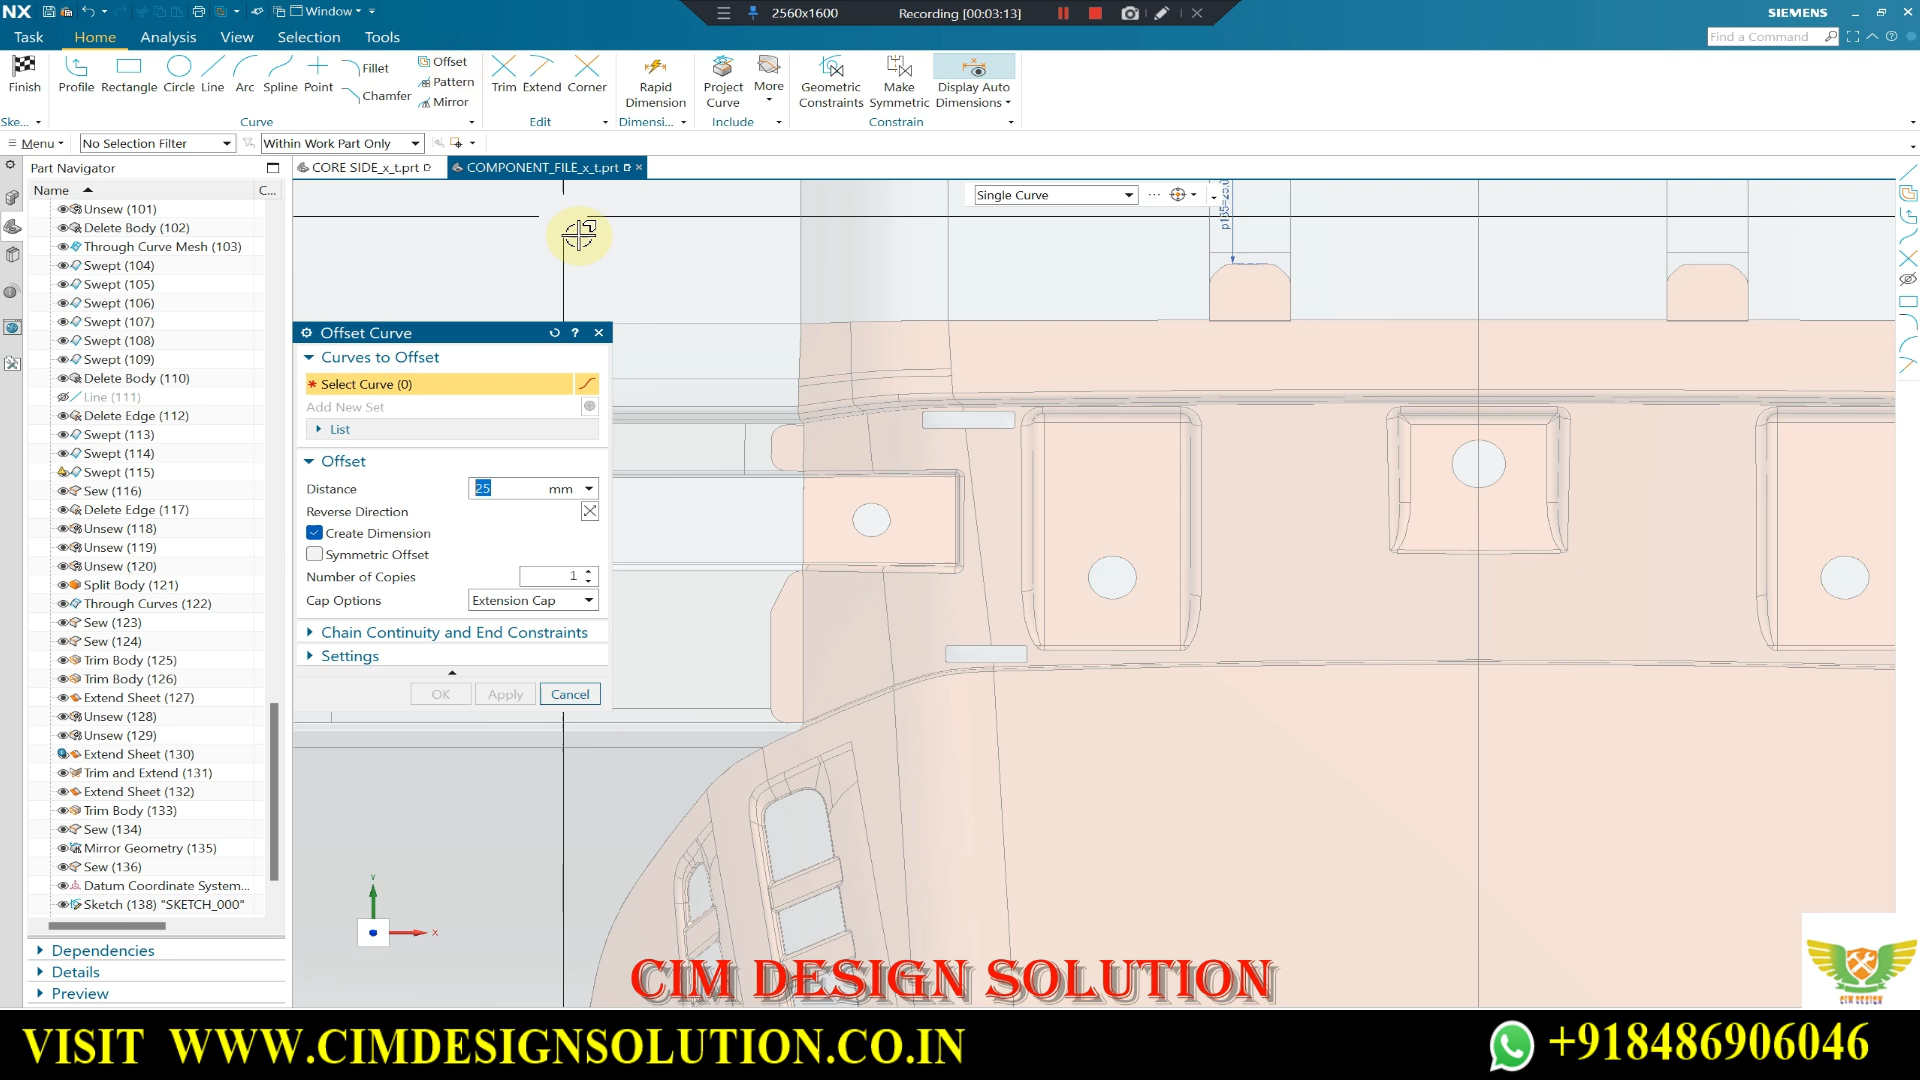 NX
Window
2560x1600
Recording [00:03:13]
SIEMENS
Task
Home
Analysis
View
Selection
Tools
Find a Command
Finish
Profile
Rectangle
Circle
Line
Arc
Spline
Point
Fillet
Chamfer
Offset
Pattern
Mirror
Trim
Extend
Corner
Rapid
Dimension
Project
Curve
More
Geometric
Constraints
Make
Symmetric
Display Auto
Dimensions
Ske...
Curve
Edit
Dimensi...
Include
Constrain
Menu
No Selection Filter
Within Work Part Only
Part Navigator
CORE SIDE_x_t.prt
COMPONENT_FILE_x_t.prt
Name
C...
Single Curve
Unsew (101)
Delete Body (102)
Through Curve Mesh (103)
Swept (104)
Swept (105)
Swept (106)
Swept (107)
Swept (108)
Swept (109)
Delete Body (110)
Line (111)
Delete Edge (112)
Swept (113)
Swept (114)
Swept (115)
Sew (116)
Delete Edge (117)
Unsew (118)
Unsew (119)
Unsew (120)
Split Body (121)
Through Curves (122)
Sew (123)
Sew (124)
Trim Body (125)
Trim Body (126)
Extend Sheet (127)
Unsew (128)
Unsew (129)
Extend Sheet (130)
Trim and Extend (131)
Extend Sheet (132)
Trim Body (133)
Sew (134)
Mirror Geometry (135)
Sew (136)
Datum Coordinate System...
Sketch (138) "SKETCH_000"
Dependencies
Details
Preview
Offset Curve
Curves to Offset
* Select Curve (0)
Add New Set
List
Offset
Distance
25 mm
Reverse Direction
Create Dimension
Symmetric Offset
Number of Copies
1
Cap Options
Extension Cap
Chain Continuity and End Constraints
Settings
OK
Apply
Cancel
Y
X
CIM DESIGN SOLUTION
CIM DESIGN
VISIT WWW.CIMDESIGNSOLUTION.CO.IN
+918486906046